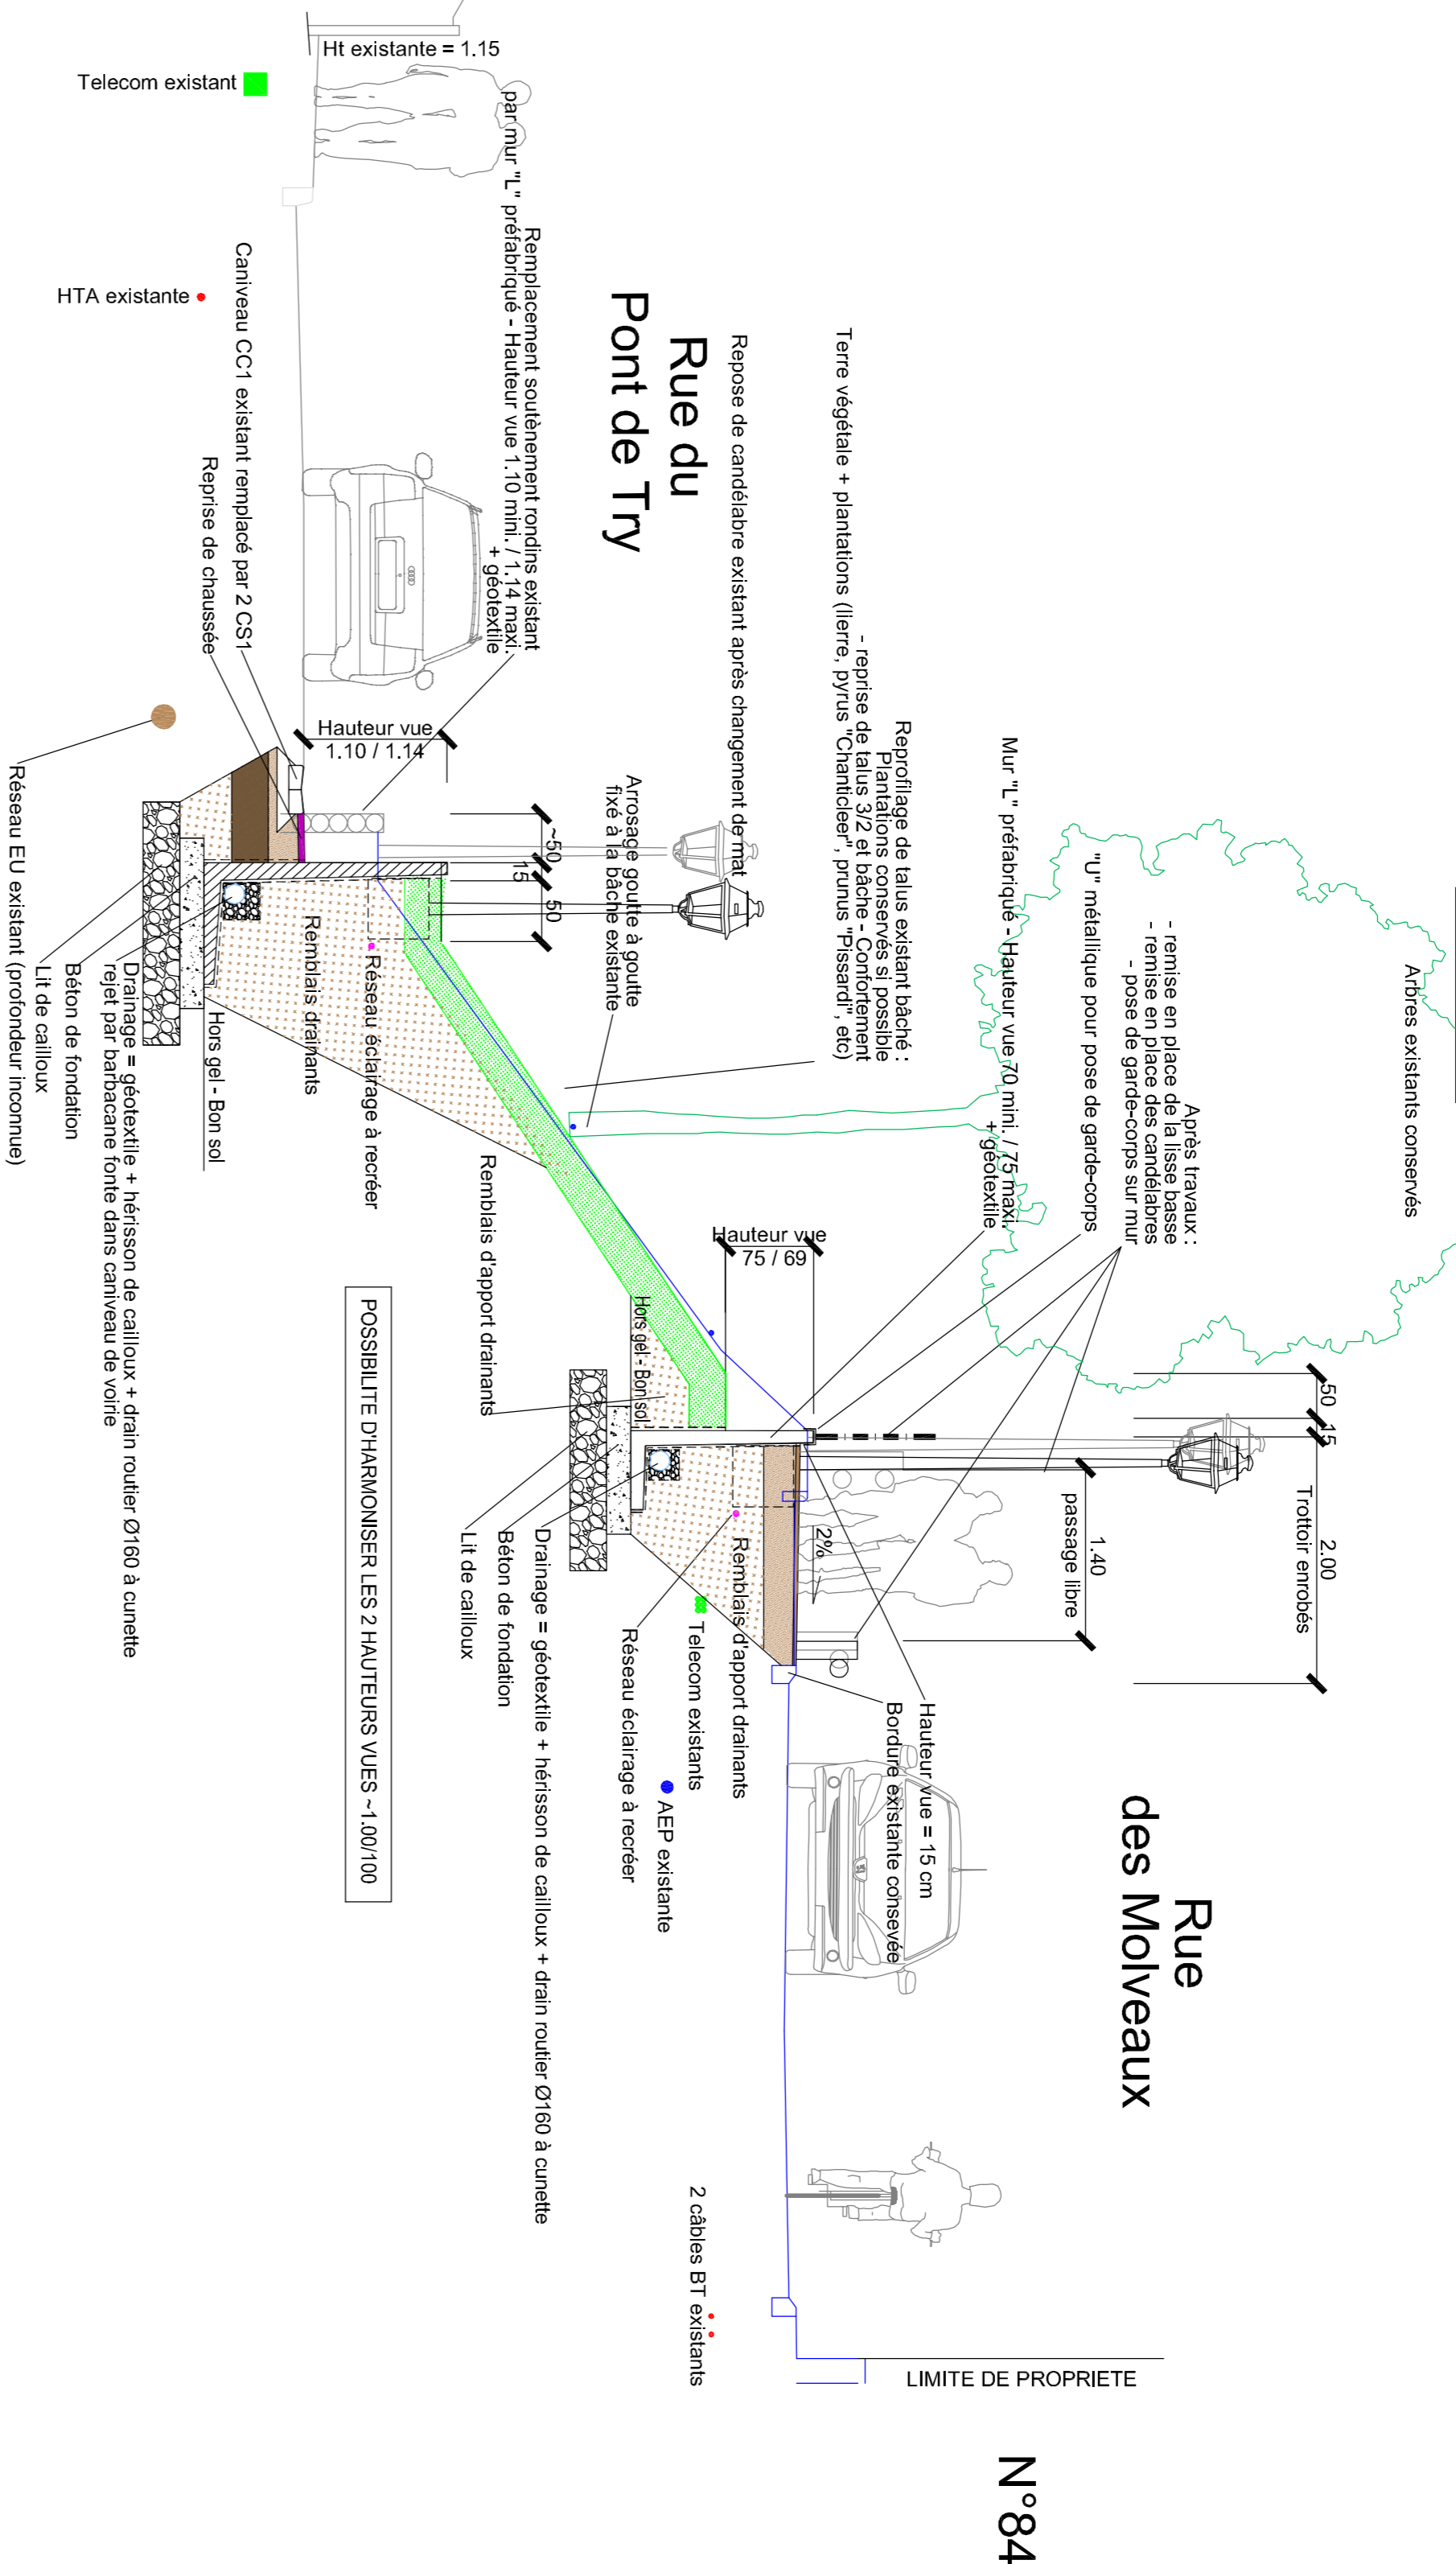 Ht existante = 1.15
Telecom existant
HTA existante
Caniveau CC1 existant remplacé par 2 CS1
Reprise de chaussée
Remplacement soutènement rondins existant
par mur "L" préfabriqué - Hauteur vue 1.10 mini. / 1.14 maxi.
+ géotextile
Rue du
Pont de Try
Repose de candélabre existant après changement de mat
Terre végétale + plantations (lierre, pyrus "Chanticleer", prunus "Pissardi", etc)
Reprofilage de talus existant bâché :
Plantations conservés si possible
- reprise de talus 3/2 et bâche - Confortement
Mur "L" préfabrique - Hauteur vue 70 mini. / 75 maxi.
+ géotextile
"U" métallique pour pose de garde-corps
Après travaux :
- remise en place de la lisse basse
- remise en place des candélabres
- pose de garde-corps sur mur
Arbres existants conservés
Hauteur vue
1.10 / 1.14
~50
15
50
Arrosage goutte à goutte
fixé à la bâche existante
Réseau EU existant (profondeur inconnue)
Lit de cailloux
Béton de fondation
Drainage = géotextile + hérisson de cailloux + drain routier Ø160 à cunette
rejet par barbacane fonte dans caniveau de voirie
Hors gel - Bon sol
Remblais drainants
Réseau éclairage à recréer
Remblais d'apport drainants
Hauteur vue
75 / 69
Hors gel - Bon sol
Lit de cailloux
Béton de fondation
Drainage = géotextile + hérisson de cailloux + drain routier Ø160 à cunette
Réseau éclairage à recréer
Telecom existants
AEP existante
Remblais d'apport drainants
2%
50
15
2.00
Trottoir enrobés
1.40
passage libre
Hauteur vue = 15 cm
Bordure existante consevée
POSSIBILITE D'HARMONISER LES 2 HAUTEURS VUES ~1.00/100
Rue
des Molveaux
2 câbles BT existants
LIMITE DE PROPRIETE
N°84